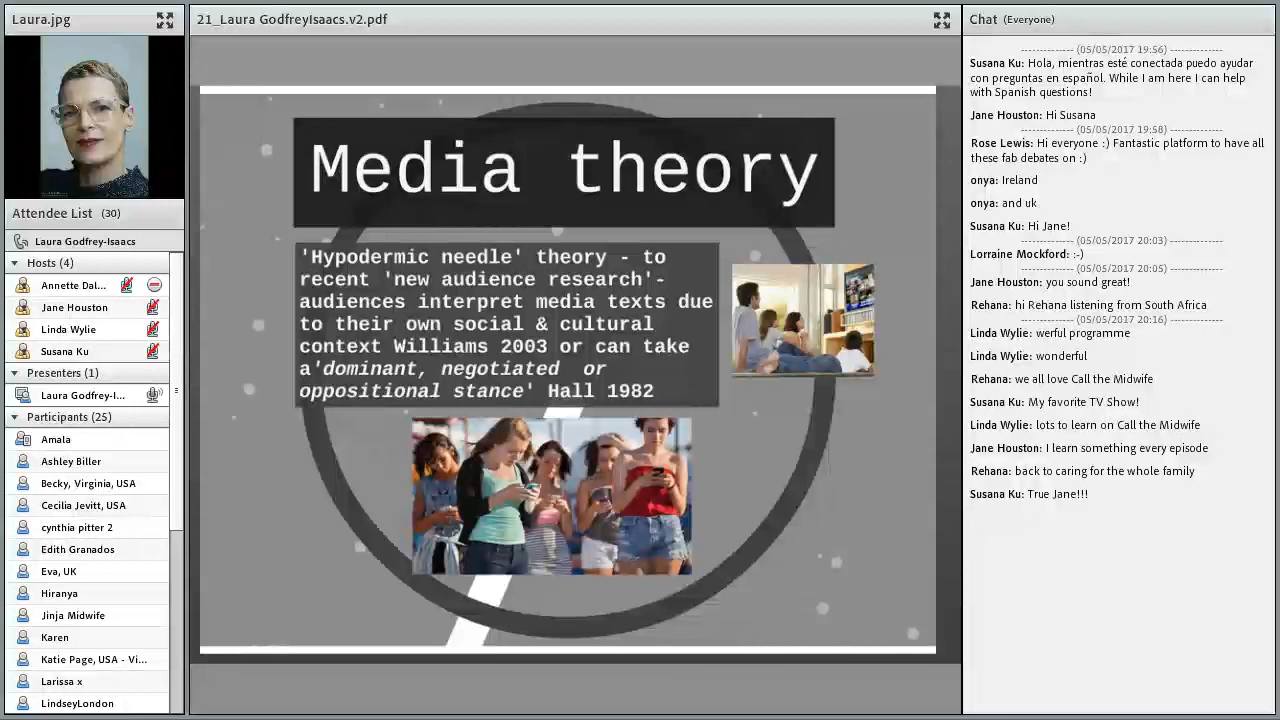 Laura.jpg
Attendee List (30)
Laura Godfrey-Isaacs
Hosts (4)
Annette Dal...
Jane Houston
Linda Wylie
Susana Ku
Presenters (1)
Laura Godfrey-I...
Participants (25)
Amala
Ashley Biller
Becky, Virginia, USA
Cecilia Jevitt, USA
cynthia pitter 2
Edith Granados
Eva, UK
Hiranya
Jinja Midwife
Karen
Katie Page, USA - Vi...
Larissa x
LindseyLondon
21_Laura GodfreyIsaacs.v2.pdf
Media theory
'Hypodermic needle' theory - to
recent 'new audience research'-
audiences interpret media texts due
to their own social & cultural
context Williams 2003 or can take
a'dominant, negotiated or
oppositional stance' Hall 1982
Chat (Everyone)
-------------- (05/05/2017 19:56) --------------
Susana Ku: Hola, mientras esté conectada puedo ayudar
con preguntas en español. While I am here I can help
with Spanish questions!
Jane Houston: Hi Susana
-------------- (05/05/2017 19:58) --------------
Rose Lewis: Hi everyone :) Fantastic platform to have all
these fab debates on :)
onya: Ireland
onya: and uk
Susana Ku: Hi Jane!
-------------- (05/05/2017 20:03) --------------
Lorraine Mockford: :-)
-------------- (05/05/2017 20:05) --------------
Jane Houston: you sound great!
Rehana: hi Rehana listening from South Africa
-------------- (05/05/2017 20:16) --------------
Linda Wylie: werful programme
Linda Wylie: wonderful
Rehana: we all love Call the Midwife
Susana Ku: My favorite TV Show!
Linda Wylie: lots to learn on Call the Midwife
Jane Houston: I learn something every episode
Rehana: back to caring for the whole family
Susana Ku: True Jane!!!